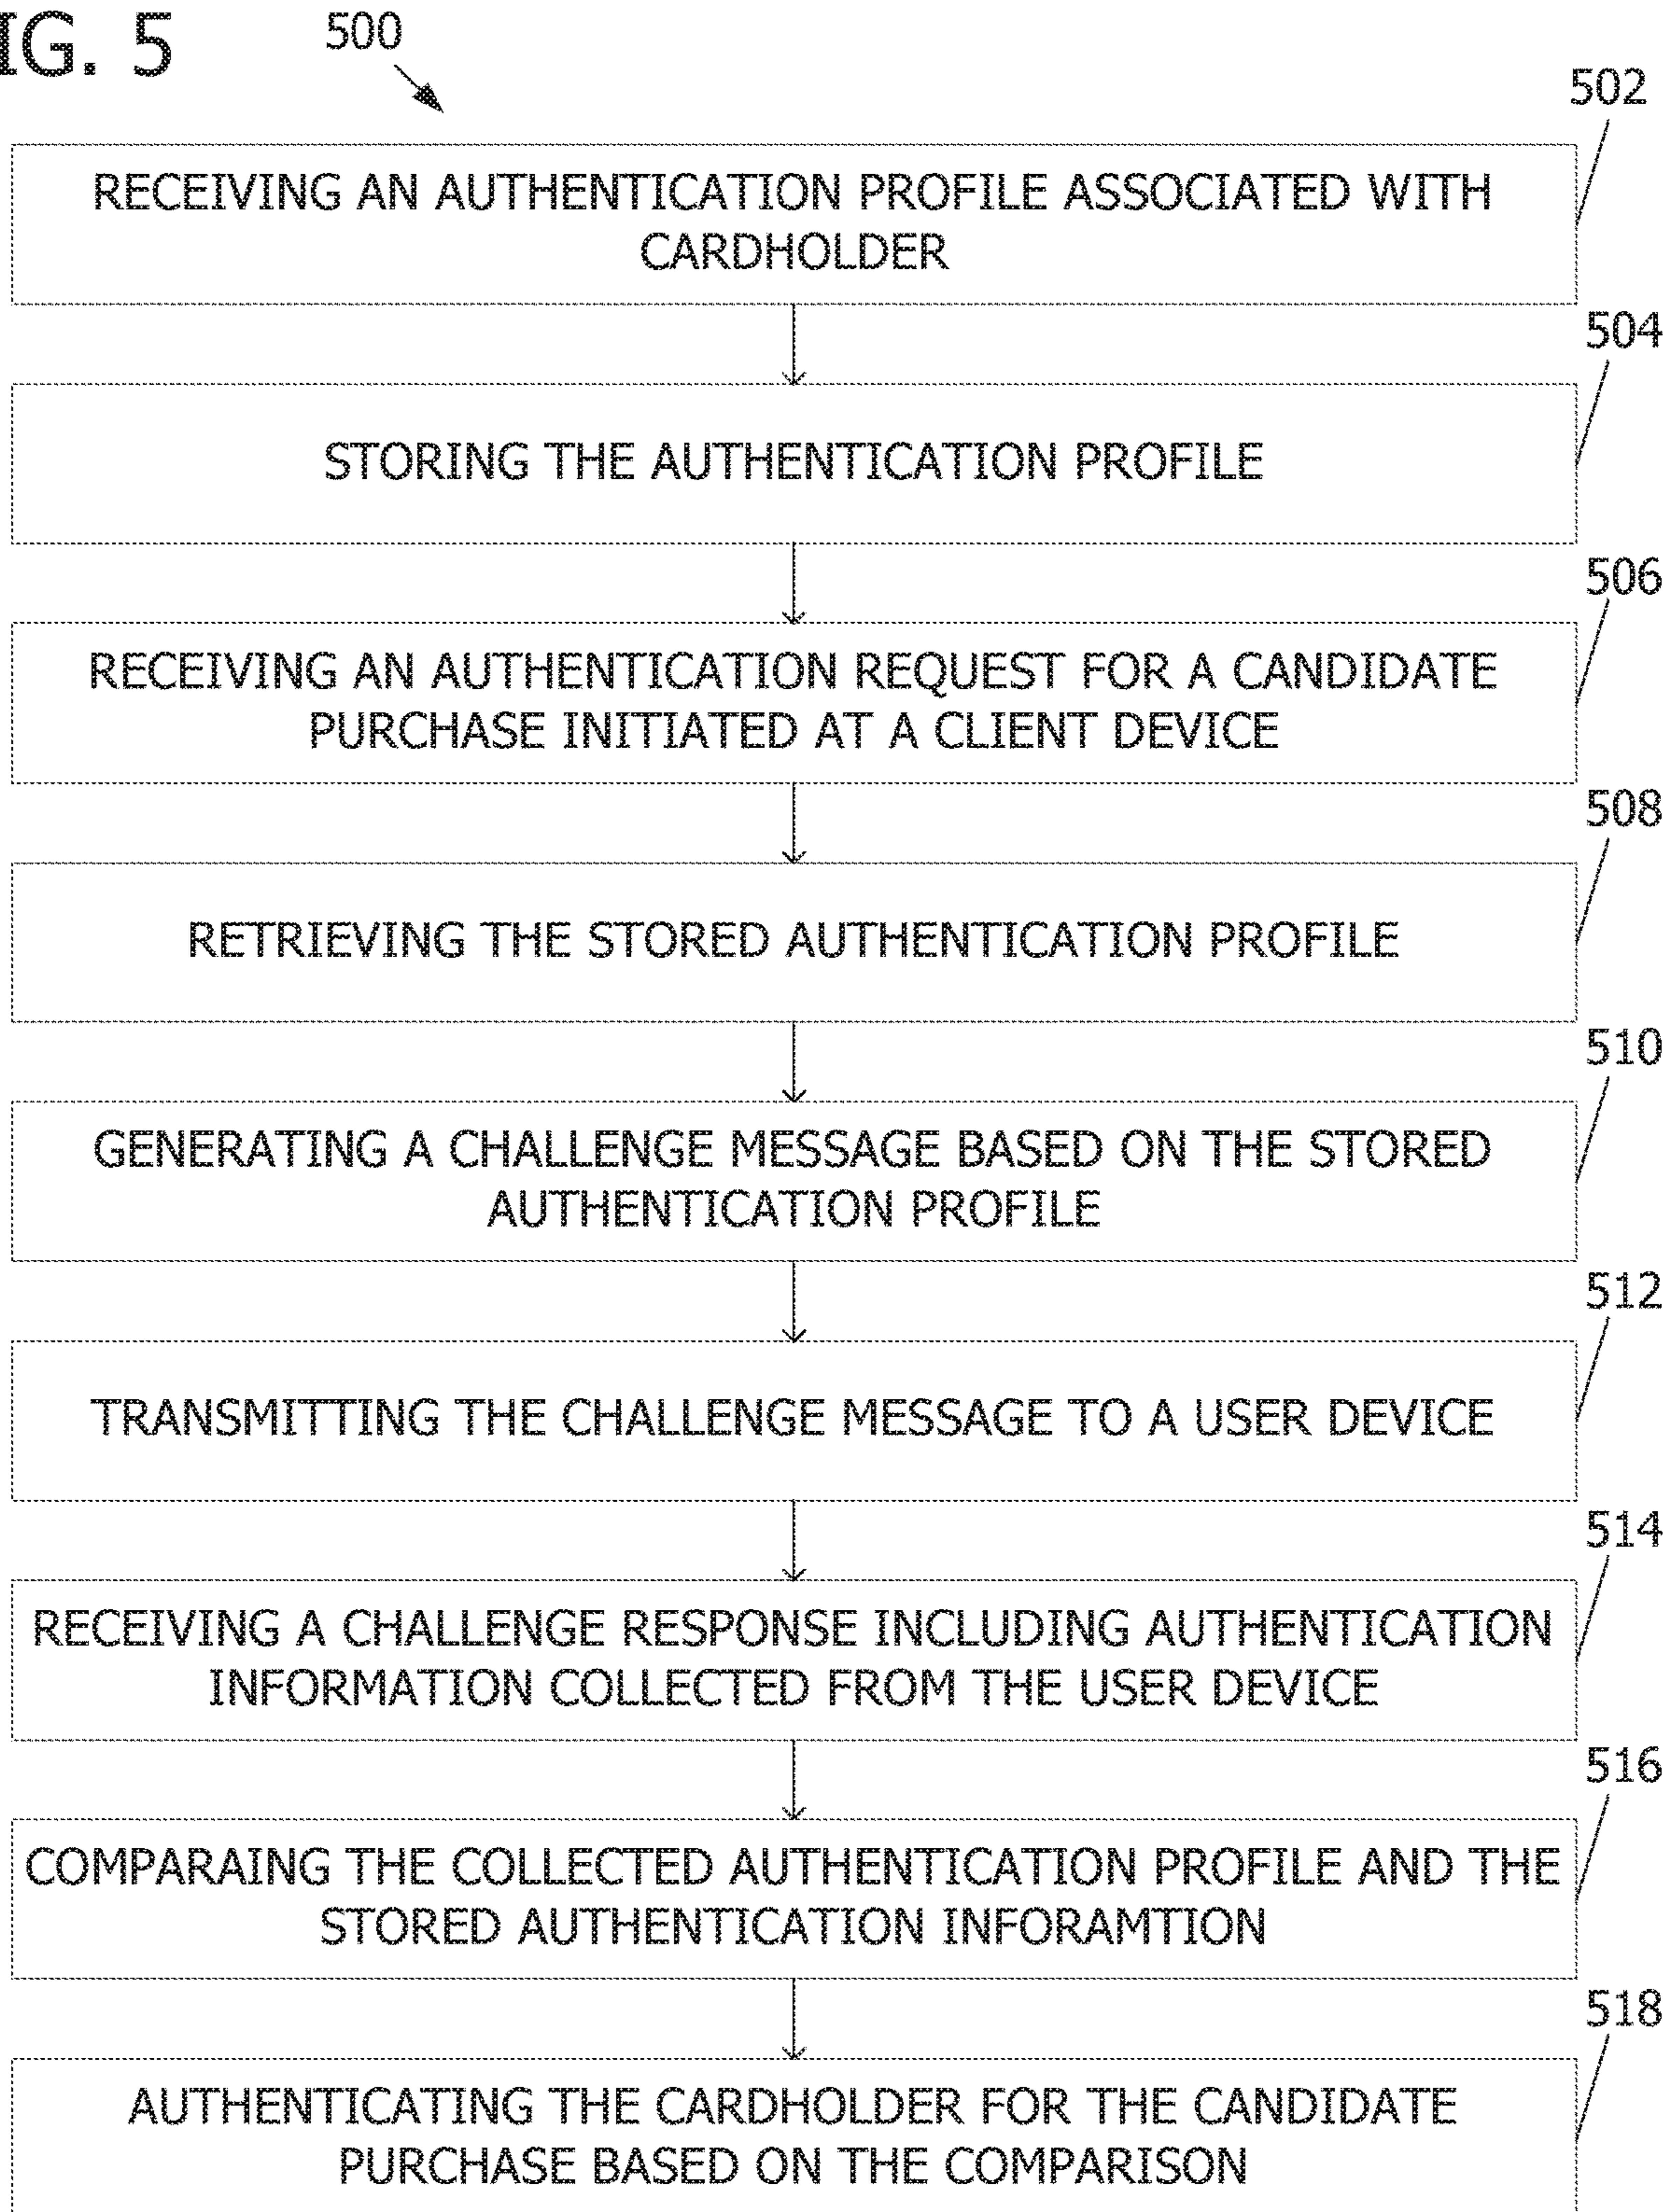 IG. 5
500
502
RECEIVING AN AUTHENTICATION PROFILE ASSOCIATED WITH
CARDHOLDER
504
STORING THE AUTHENTICATION PROFILE
506
RECEIVING AN AUTHENTICATION REQUEST FOR A CANDIDATE
PURCHASE INITIATED AT A CLIENT DEVICE
508
RETRIEVING THE STORED AUTHENTICATION PROFILE
510
GENERATING A CHALLENGE MESSAGE BASED ON THE STORED
AUTHENTICATION PROFILE
512
TRANSMITTING THE CHALLENGE MESSAGE TO A USER DEVICE
514
RECEIVING A CHALLENGE RESPONSE INCLUDING AUTHENTICATION
INFORMATION COLLECTED FROM THE USER DEVICE
516
COMPARAING THE COLLECTED AUTHENTICATION PROFILE AND THE
STORED AUTHENTICATION INFORAMTION
518
AUTHENTICATING THE CARDHOLDER FOR THE CANDIDATE
PURCHASE BASED ON THE COMPARISON